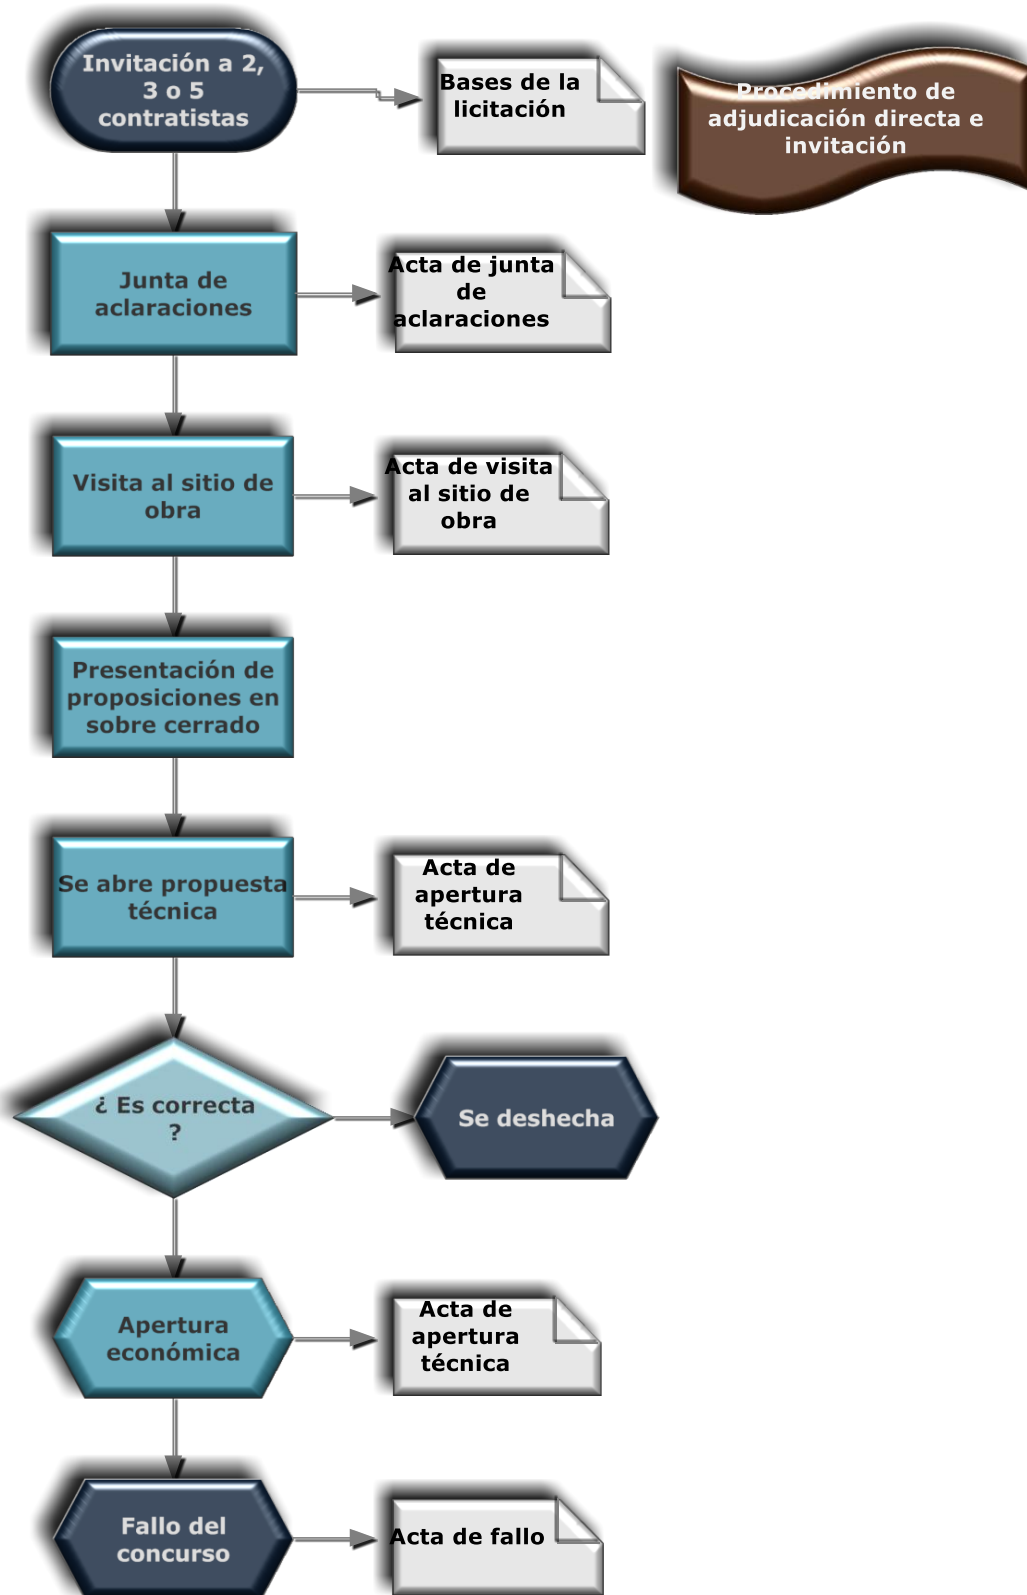 Invitación a 2,
3 o 5
contratistas
Bases de la
licitación
Procedimiento de
adjudicación directa e
invitación
Junta de
aclaraciones
Acta de junta
de
aclaraciones
Visita al sitio de
obra
Acta de visita
al sitio de
obra
Presentación de
proposiciones en
sobre cerrado
Se abre propuesta
técnica
Acta de
apertura
técnica
¿ Es correcta
?
Se deshecha
Apertura
económica
Acta de
apertura
técnica
Fallo del
concurso
Acta de fallo